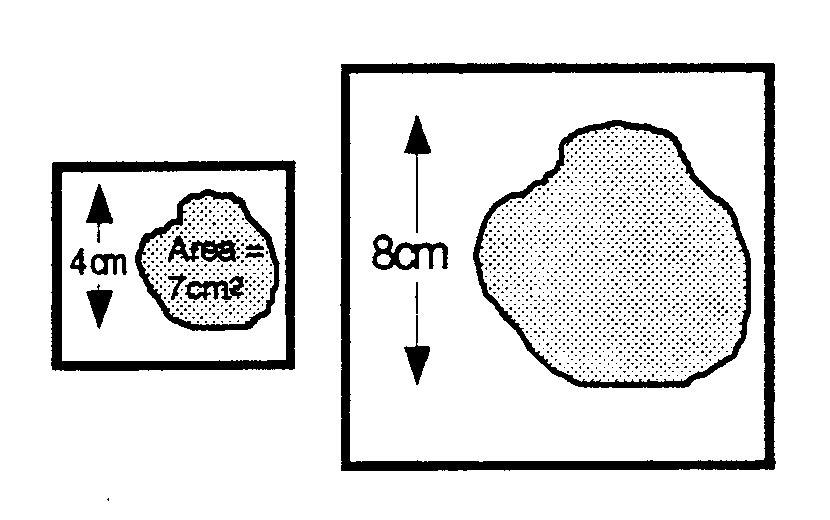 4cm
Area =
7cm²
8cm